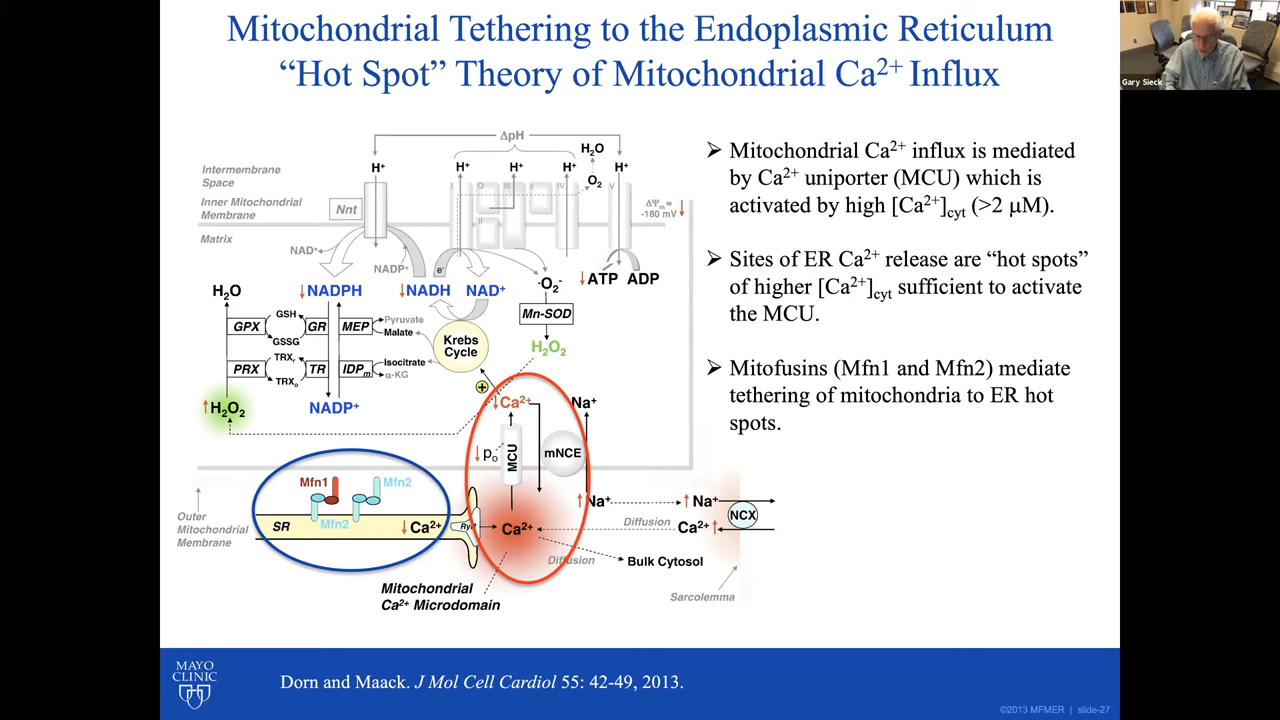 Mitochondrial Tethering to the Endoplasmic Reticulum
“Hot Spot” Theory of Mitochondrial Ca²⁺ Influx
Gary Sieck
ΔpH
H₂O
H⁺
H⁺
H⁺
H⁺
H⁺
O₂
Intermembrane
Space
Inner Mitochondrial
Membrane
Matrix
Nnt
I
Q
III
c
IV
V
II
ΔΨm≈
-180 mV ↓
NAD⁺
NADP⁺
e⁻
H₂O
↓NADPH
↓NADH
NAD⁺
·O₂⁻
↓ATP
ADP
Mn-SOD
H₂O₂
GPX
GSH
GSSG
GR
MEP
Pyruvate
Malate
Krebs
Cycle
PRX
TRXr
TRXo
TR
IDPm
Isocitrate
α-KG
↑H₂O₂
NADP⁺
+
↓Ca²⁺
Na⁺
↓po
MCU
mNCE
Mfn1
Mfn2
Mfn2
SR
↓Ca²⁺
Ca²⁺
↑Na⁺
↑Na⁺
NCX
Diffusion
Ca²⁺↑
Diffusion
Bulk Cytosol
Outer
Mitochondrial
Membrane
Mitochondrial
Ca²⁺ Microdomain
Sarcolemma
➢ Mitochondrial Ca²⁺ influx is mediated
by Ca²⁺ uniporter (MCU) which is
activated by high [Ca²⁺]cyt (>2 μM).
➢ Sites of ER Ca²⁺ release are “hot spots”
of higher [Ca²⁺]cyt sufficient to activate
the MCU.
➢ Mitofusins (Mfn1 and Mfn2) mediate
tethering of mitochondria to ER hot
spots.
MAYO
CLINIC
Dorn and Maack. J Mol Cell Cardiol 55: 42-49, 2013.
©2013 MFMER | slide-27